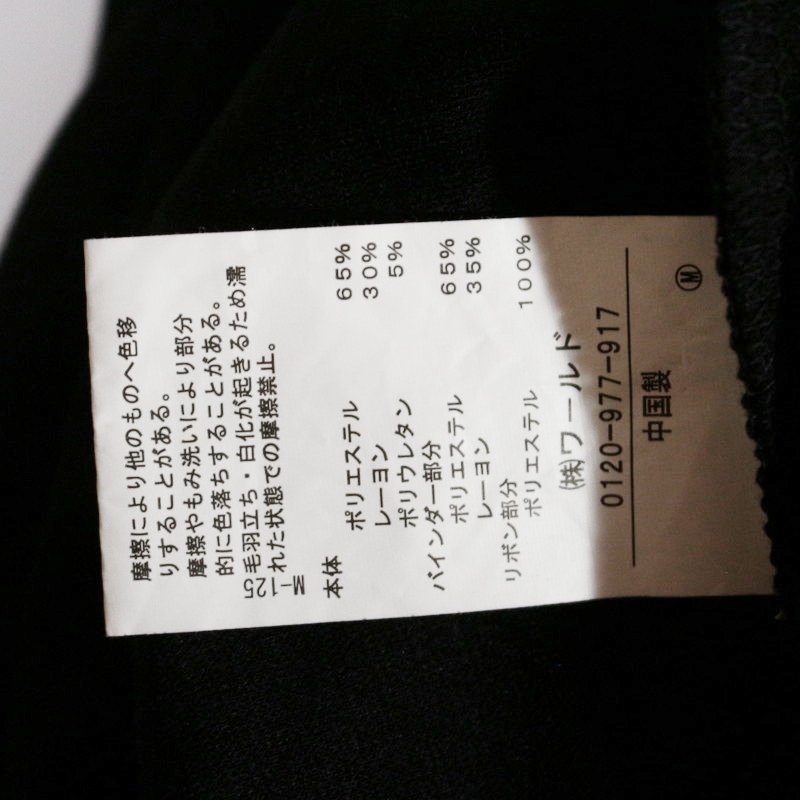 摩擦により他のものへ色移
りすることがある。
摩擦やもみ洗いにより部分
的に色落ちすることがある。
毛羽立ち・白化が起きるため濡
れた状態での摩擦禁止。
本体
ポリエステル 65%
レーヨン 30%
ポリウレタン 5%
バインダー部分
ポリエステル 65%
レーヨン 35%
リボン部分
ポリエステル 100%
(株)ワールド
0120-977-917
中国製
Ⓜ